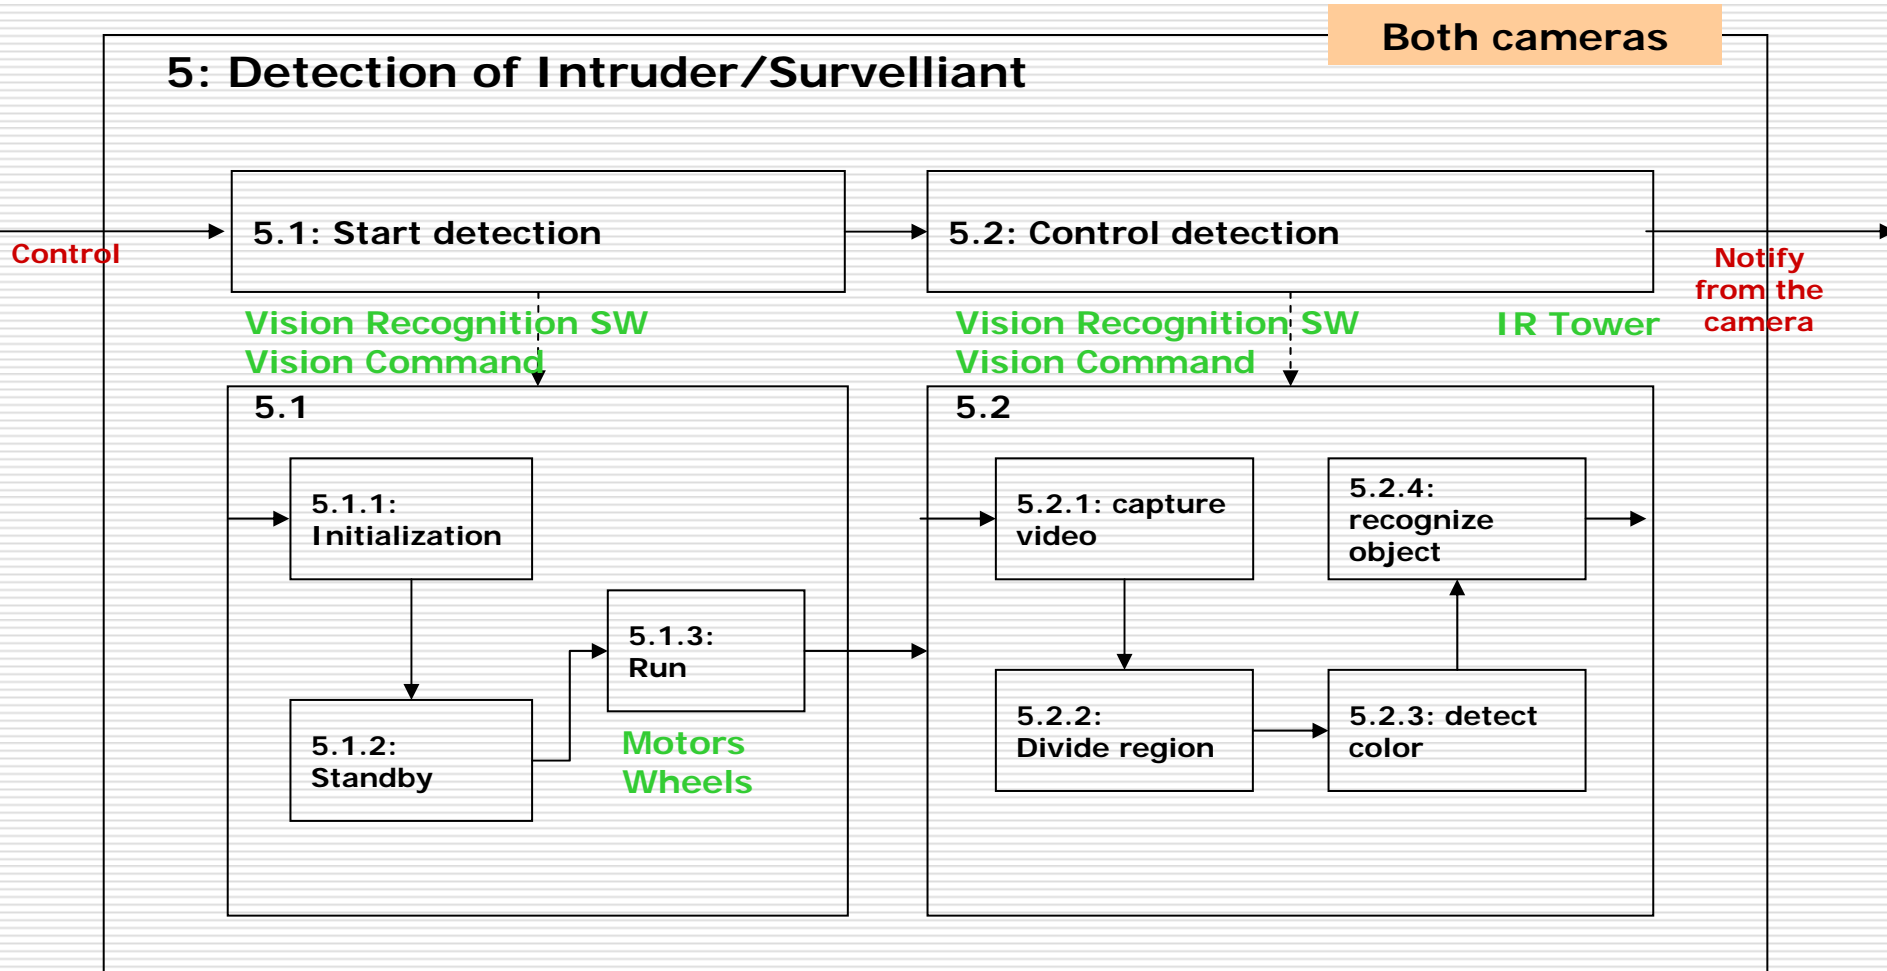 Both cameras
5: Detection of Intruder/Survelliant
5.1: Start detection
5.2: Control detection
Control
Notify
from the
camera
Vision Recognition SW
Vision Command
Vision Recognition SW
Vision Command
IR Tower
5.1
5.1.1:
Initialization
5.1.2:
Standby
5.1.3:
Run
Motors
Wheels
5.2
5.2.1: capture
video
5.2.2:
Divide region
5.2.3: detect
color
5.2.4:
recognize
object